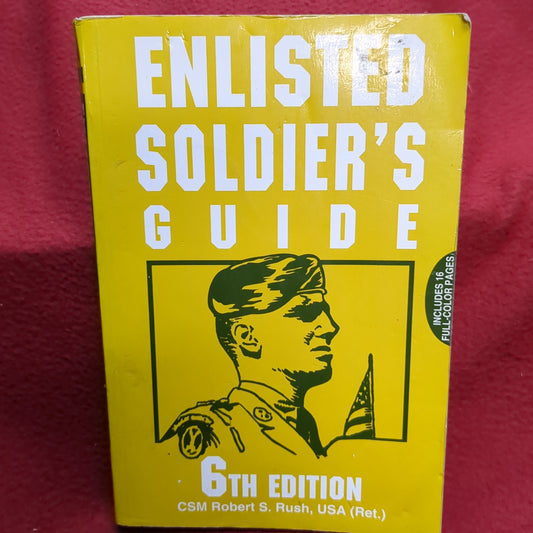 ENLISTED
SOLDIER'S
GUIDE
INCLUDES 16
FULL-COLOR PAGES
6TH EDITION
CSM Robert S. Rush, USA (Ret.)